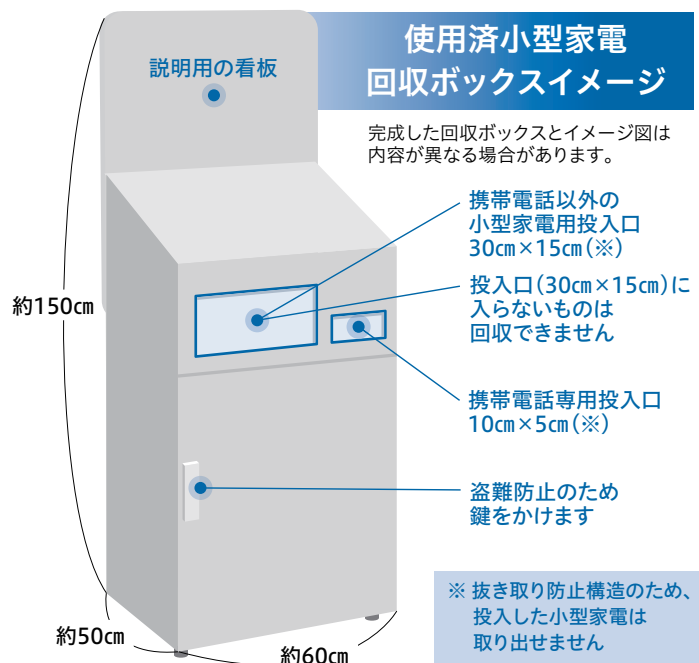 使用済小型家電
回収ボックスイメージ
説明用の看板
完成した回収ボックスとイメージ図は
内容が異なる場合があります。
携帯電話以外の
小型家電用投入口
30㎝×15㎝(※)
投入口(30㎝×15㎝)に
入らないものは
回収できません
約150㎝
携帯電話専用投入口
10㎝×5㎝(※)
盗難防止のため
鍵をかけます
※ 抜き取り防止構造のため、
投入した小型家電は
取り出せません
約50㎝
約60㎝